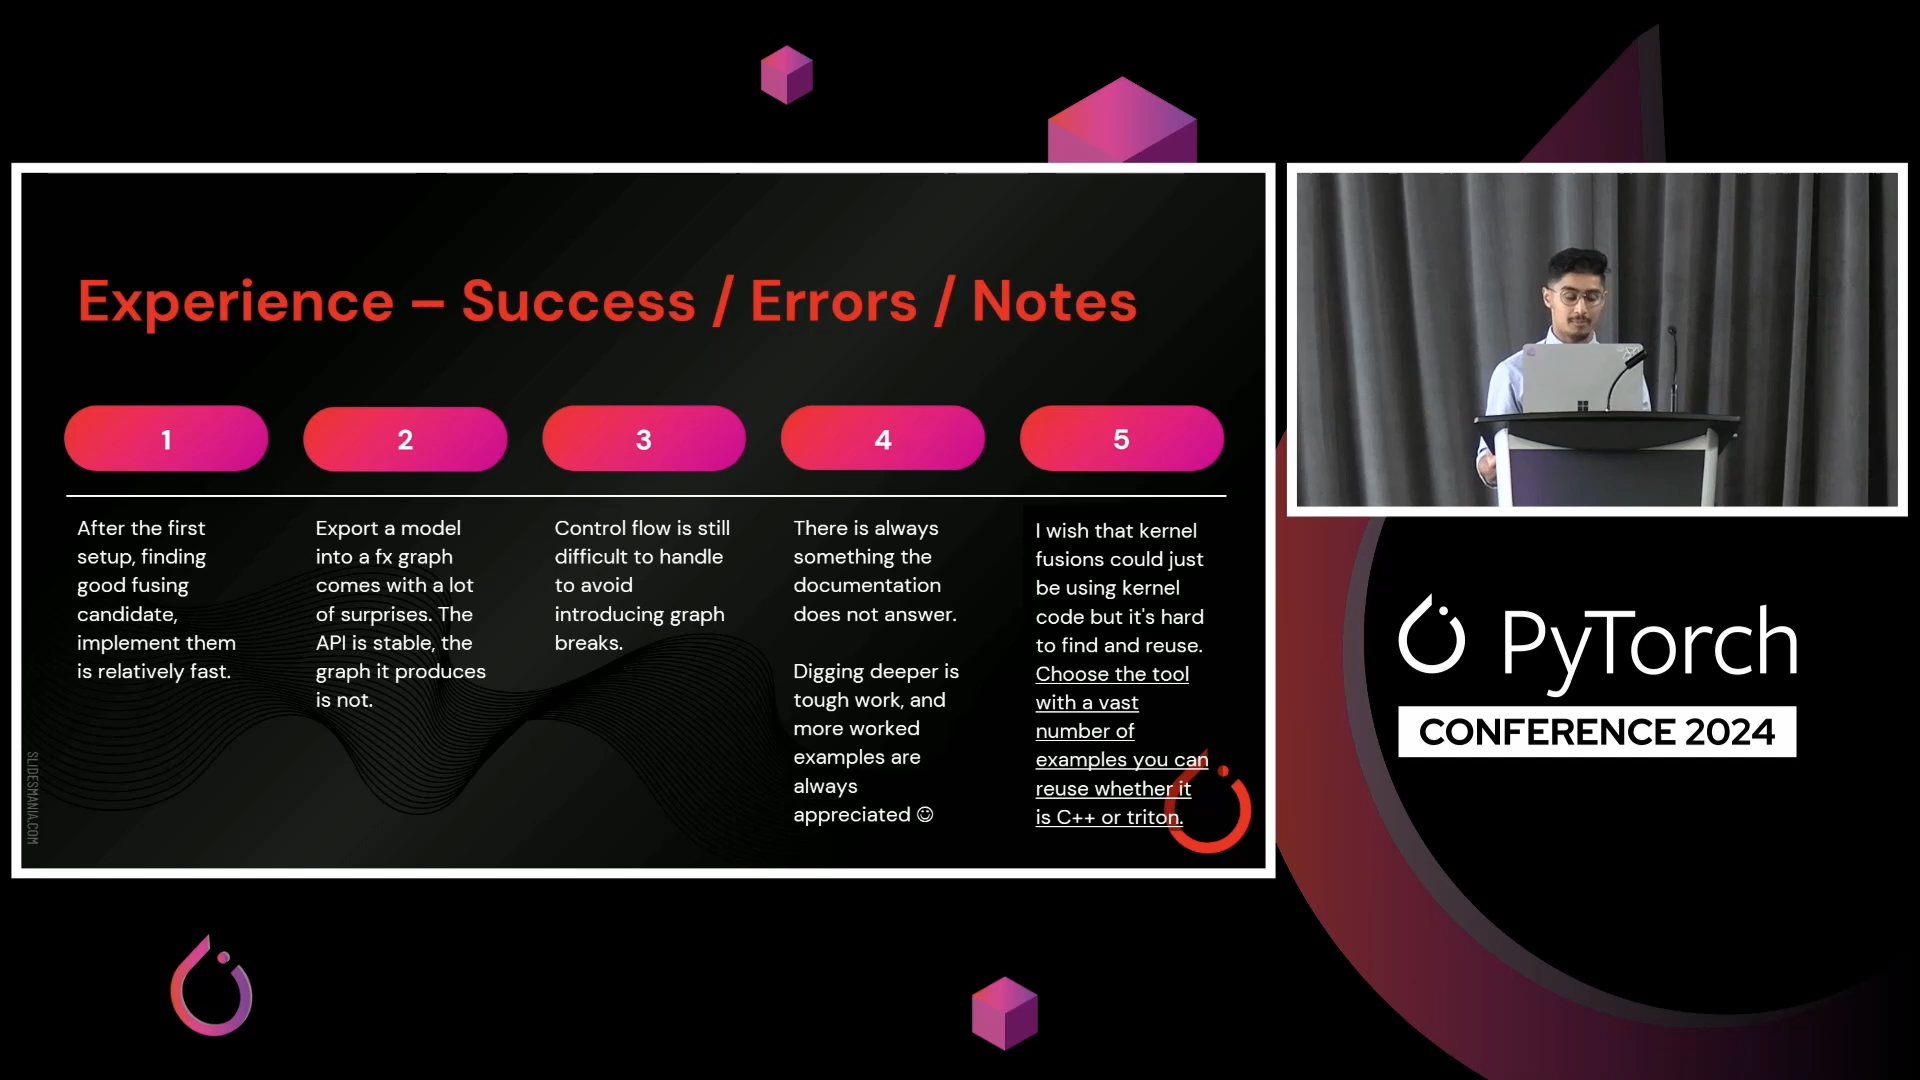 Experience – Success / Errors / Notes
1
2
3
4
5
After the first
setup, finding
good fusing
candidate,
implement them
is relatively fast.
Export a model
into a fx graph
comes with a lot
of surprises. The
API is stable, the
graph it produces
is not.
Control flow is still
difficult to handle
to avoid
introducing graph
breaks.
There is always
something the
documentation
does not answer.
Digging deeper is
tough work, and
more worked
examples are
always
appreciated ☺
I wish that kernel
fusions could just
be using kernel
code but it's hard
to find and reuse.
Choose the tool
with a vast
number of
examples you can
reuse whether it
is C++ or triton.
SLIDESMANIA.COM
PyTorch
CONFERENCE 2024